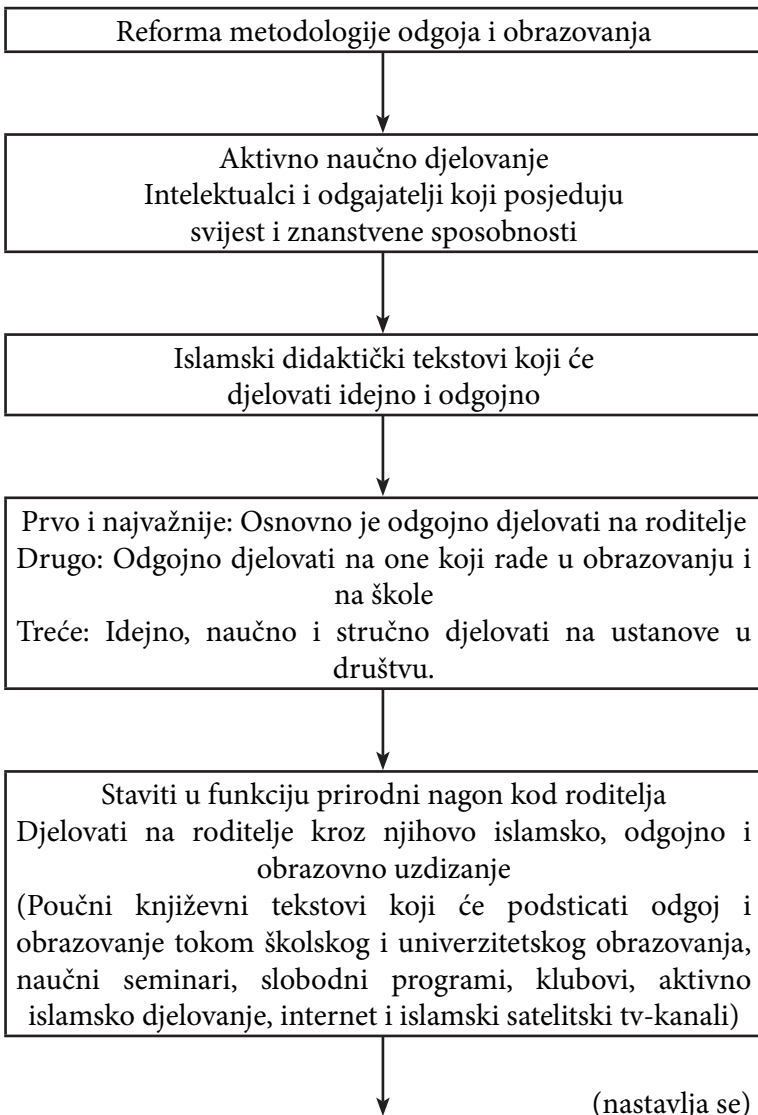 Reforma metodologije odgoja i obrazovanja
Aktivno naučno djelovanje
Intelektualci i odgajatelji koji posjeduju
svijest i znanstvene sposobnosti
Islamski didaktički tekstovi koji će
djelovati idejno i odgojno
Prvo i najvažnije: Osnovno je odgojno djelovati na roditelje
Drugo: Odgojno djelovati na one koji rade u obrazovanju i
na škole
Treće: Idejno, naučno i stručno djelovati na ustanove u
društvu.
Staviti u funkciju prirodni nagon kod roditelja
Djelovati na roditelje kroz njihovo islamsko, odgojno i
obrazovno uzdizanje
(Poučni književni tekstovi koji će podsticati odgoj i
obrazovanje tokom školskog i univerzitetskog obrazovanja,
naučni seminari, slobodni programi, klubovi, aktivno
islamsko djelovanje, internet i islamski satelitski tv-kanali)
(nastavlja se)